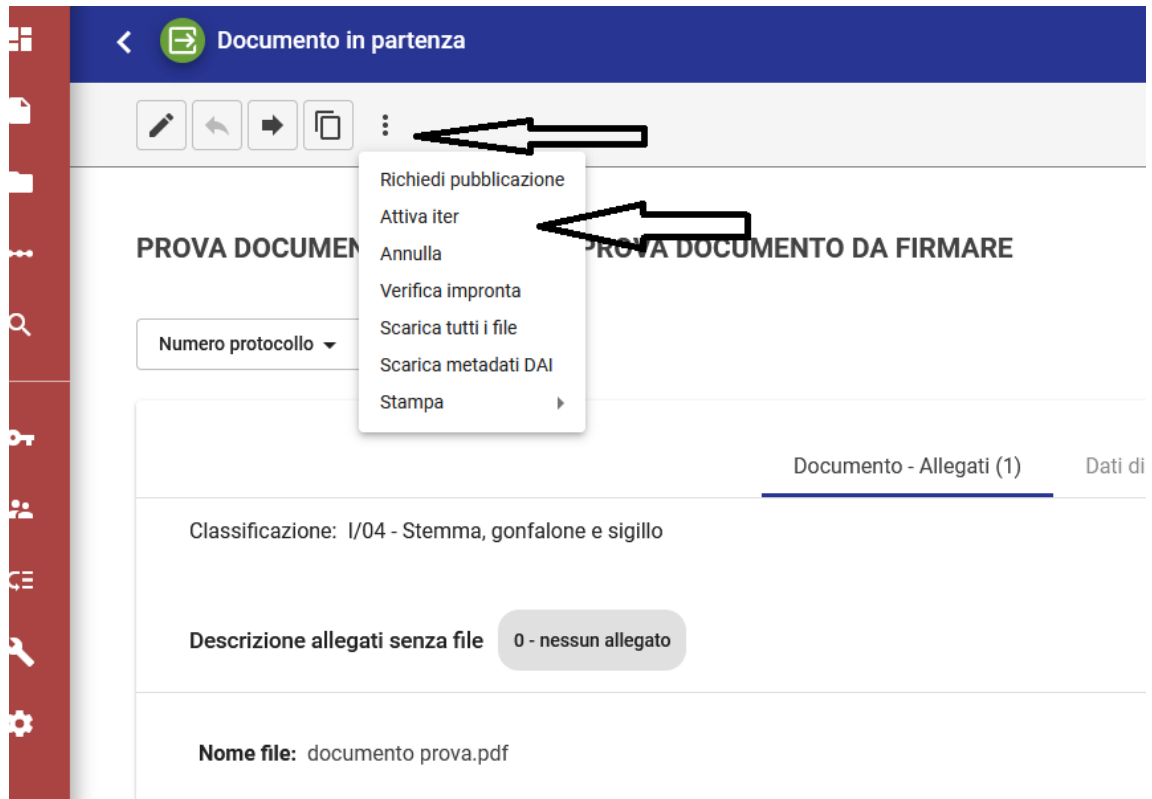 Documento in partenza
Richiedi pubblicazione
Attiva iter
Annulla
Verifica impronta
Scarica tutti i file
Scarica metadati DAI
Stampa
PROVA DOCUMEN PROVA DOCUMENTO DA FIRMARE
Numero protocollo
Documento - Allegati (1) Dati di
Classificazione: I/04 - Stemma, gonfalone e sigillo
Descrizione allegati senza file 0 - nessun allegato
Nome file: documento prova.pdf